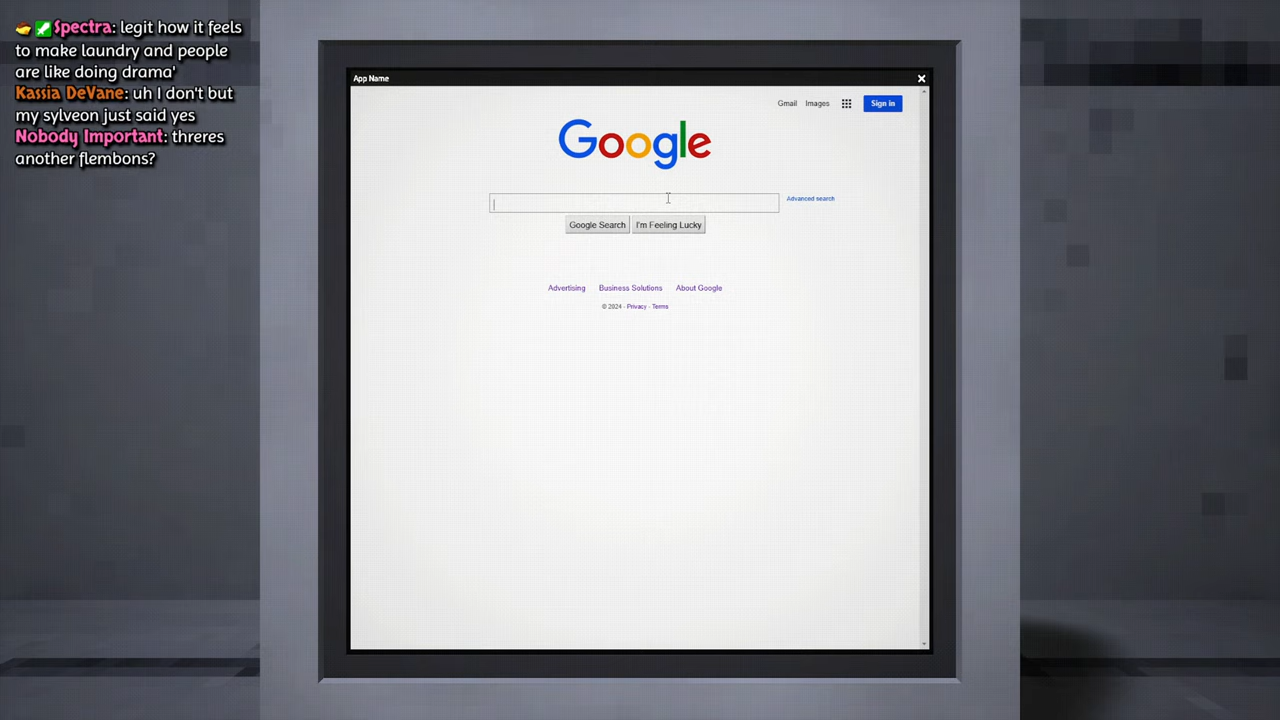 Spectra: legit how it feels
to make laundry and people
are like doing drama'
Kassia DeVane: uh I don't but
my sylveon just said yes
Nobody Important: threres
another flembons?
App Name
Gmail Images Sign in
Google
Advanced search
Google Search I'm Feeling Lucky
Advertising Business Solutions About Google
© 2024 - Privacy - Terms